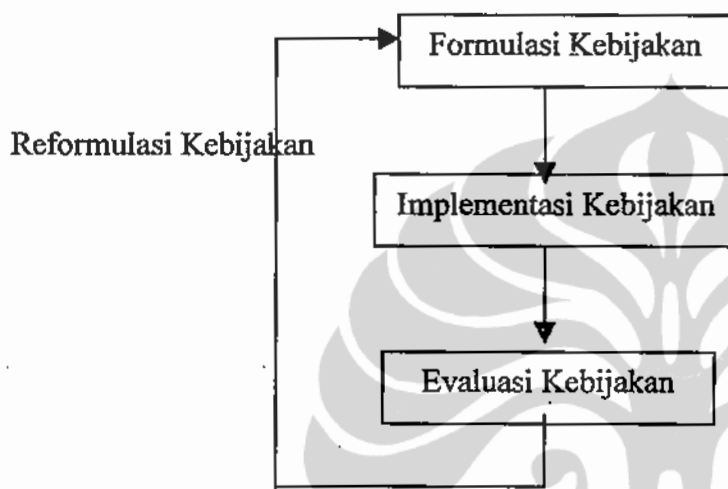 Formulasi Kebijakan
Reformulasi Kebijakan
Implementasi Kebijakan
Evaluasi Kebijakan